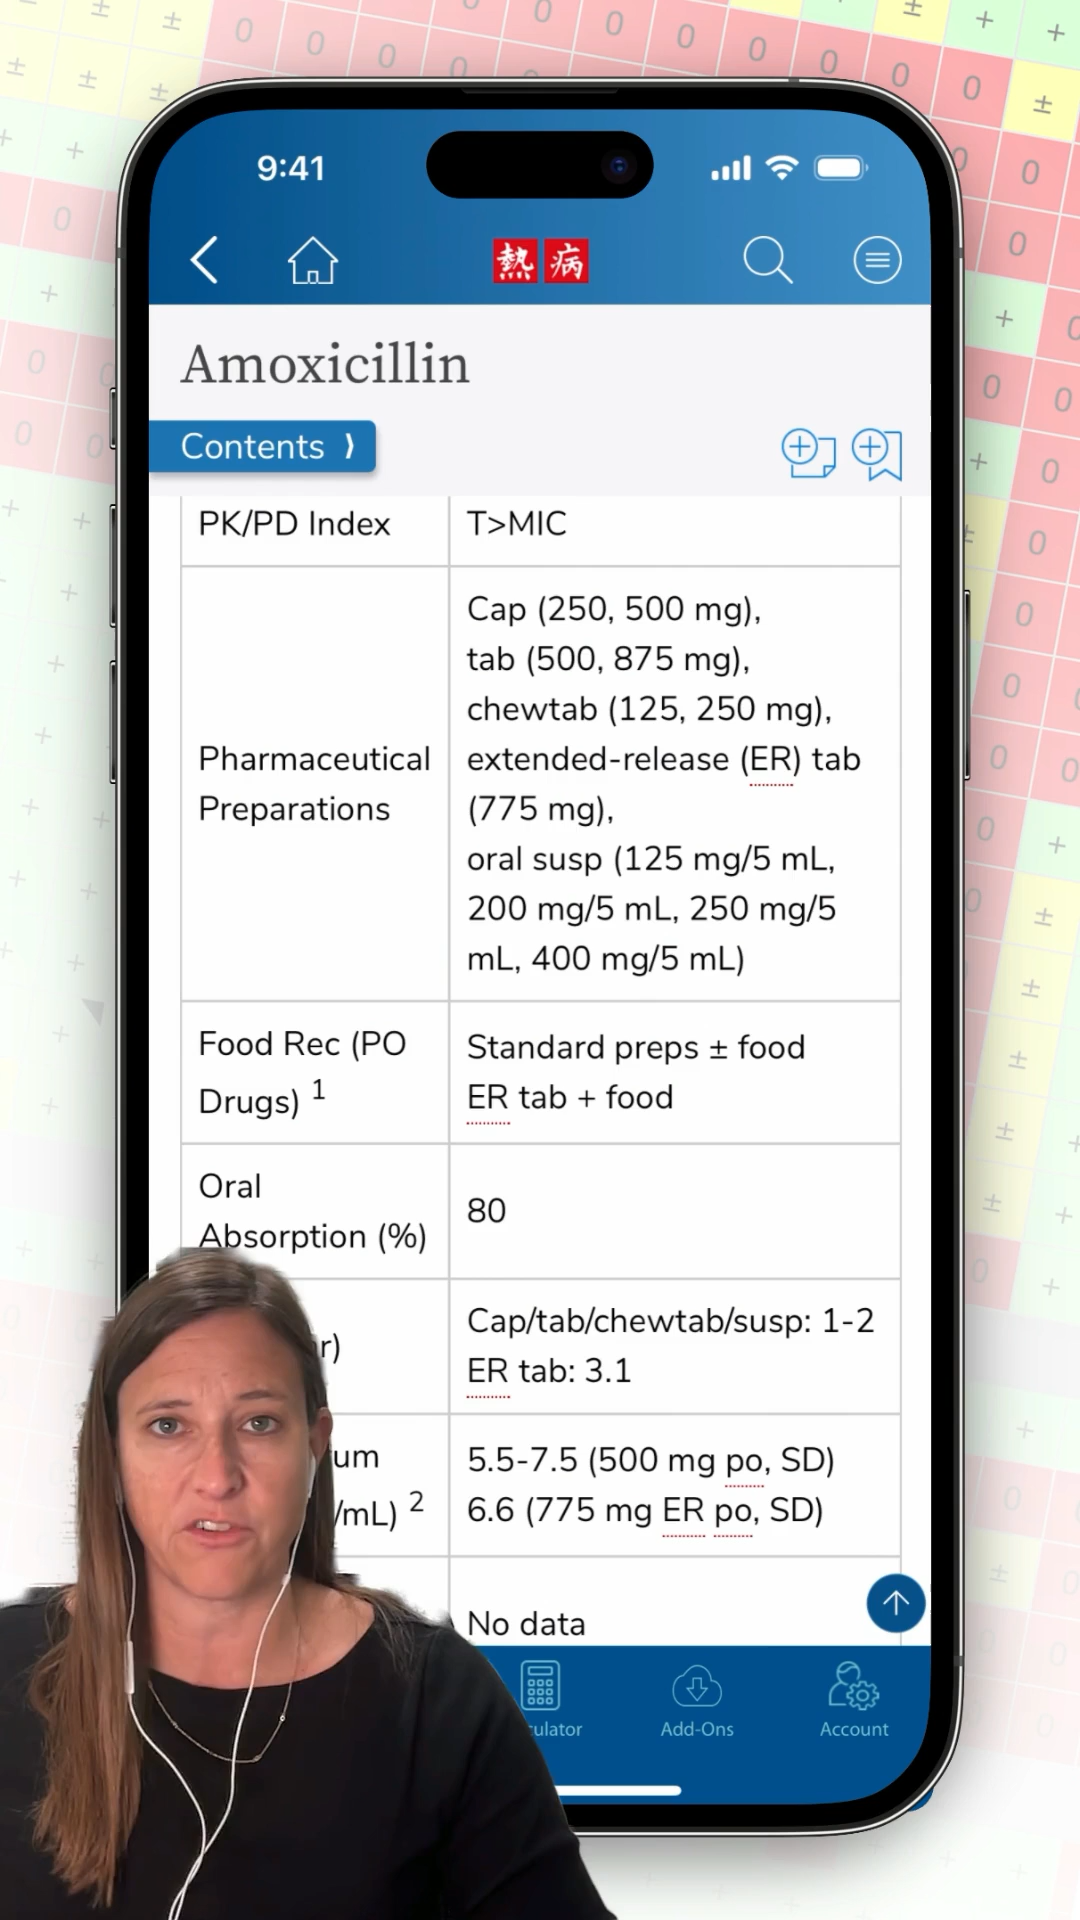 9:41
熱病
Amoxicillin
Contents ⟩
PK/PD Index
T>MIC
Pharmaceutical
Preparations
Cap (250, 500 mg),
tab (500, 875 mg),
chewtab (125, 250 mg),
extended-release (ER) tab
(775 mg),
oral susp (125 mg/5 mL,
200 mg/5 mL, 250 mg/5
mL, 400 mg/5 mL)
Food Rec (PO
Drugs) 1
Standard preps ± food
ER tab + food
Oral
Absorption (%)
80
r)
Cap/tab/chewtab/susp: 1-2
ER tab: 3.1
um
/mL) 2
5.5-7.5 (500 mg po, SD)
6.6 (775 mg ER po, SD)
No data
ulator
Add-Ons
Account